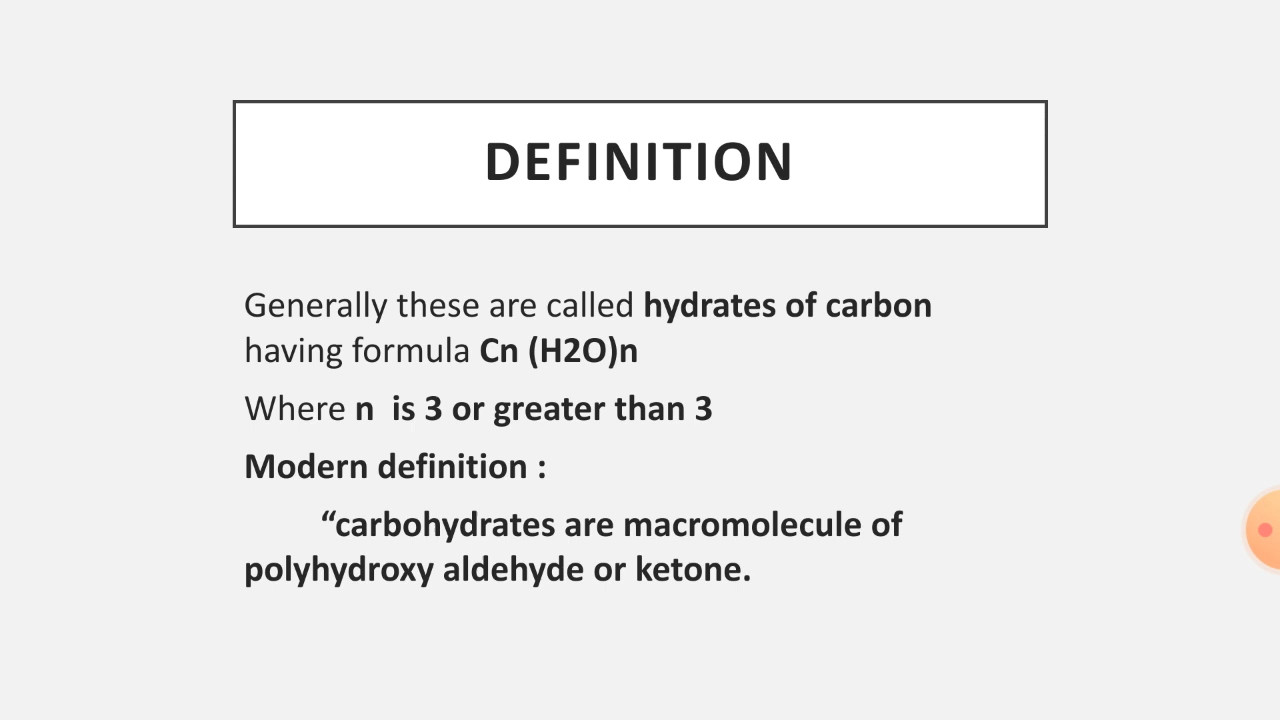 DEFINITION
Generally these are called hydrates of carbon
having formula Cn (H2O)n
Where n  is 3 or greater than 3
Modern definition :
“carbohydrates are macromolecule of
polyhydroxy aldehyde or ketone.